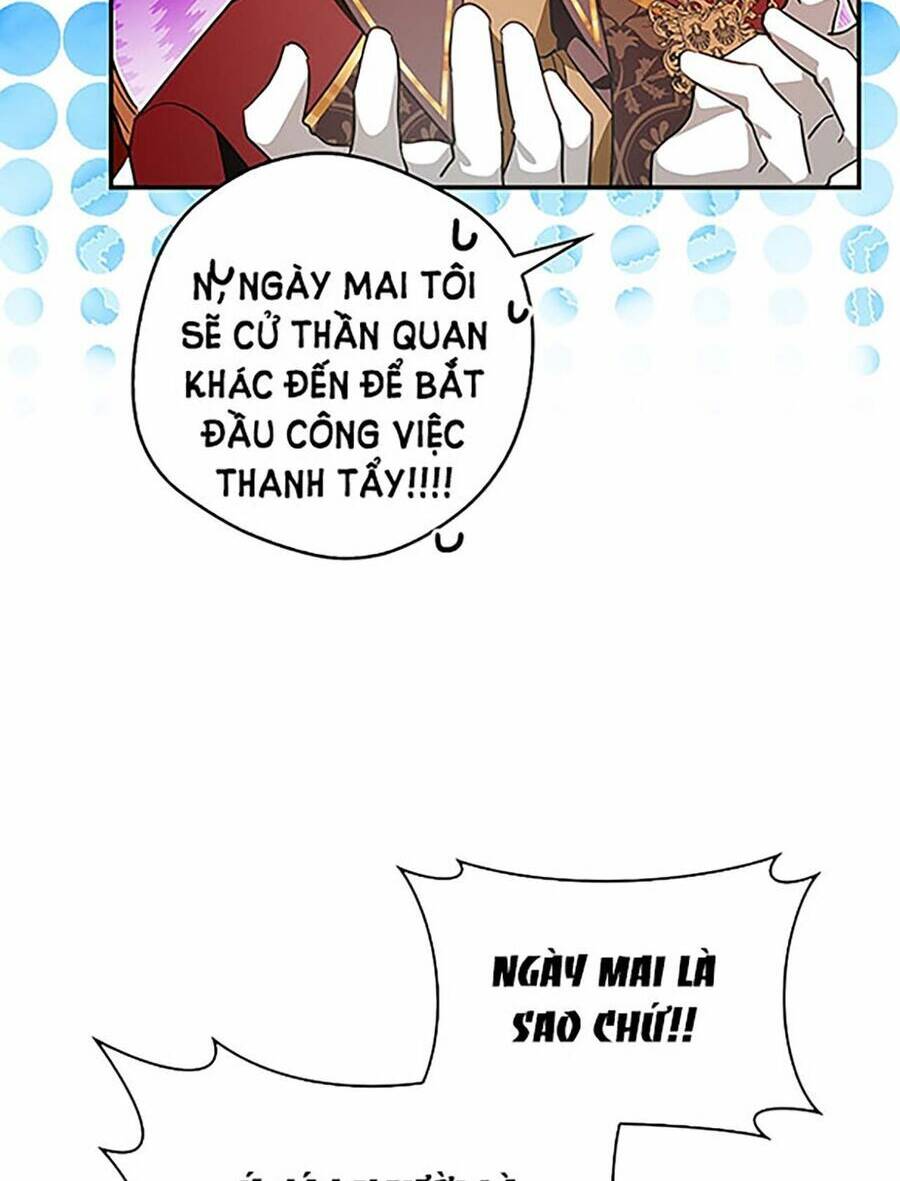 N, NGÀY MAI TÔI
SẼ CỬ THẦN QUAN
KHÁC ĐẾN ĐỂ BẮT
ĐẦU CÔNG VIỆC
THANH TẨY!!!!
NGÀY MAI LÀ
SAO CHỨ!!